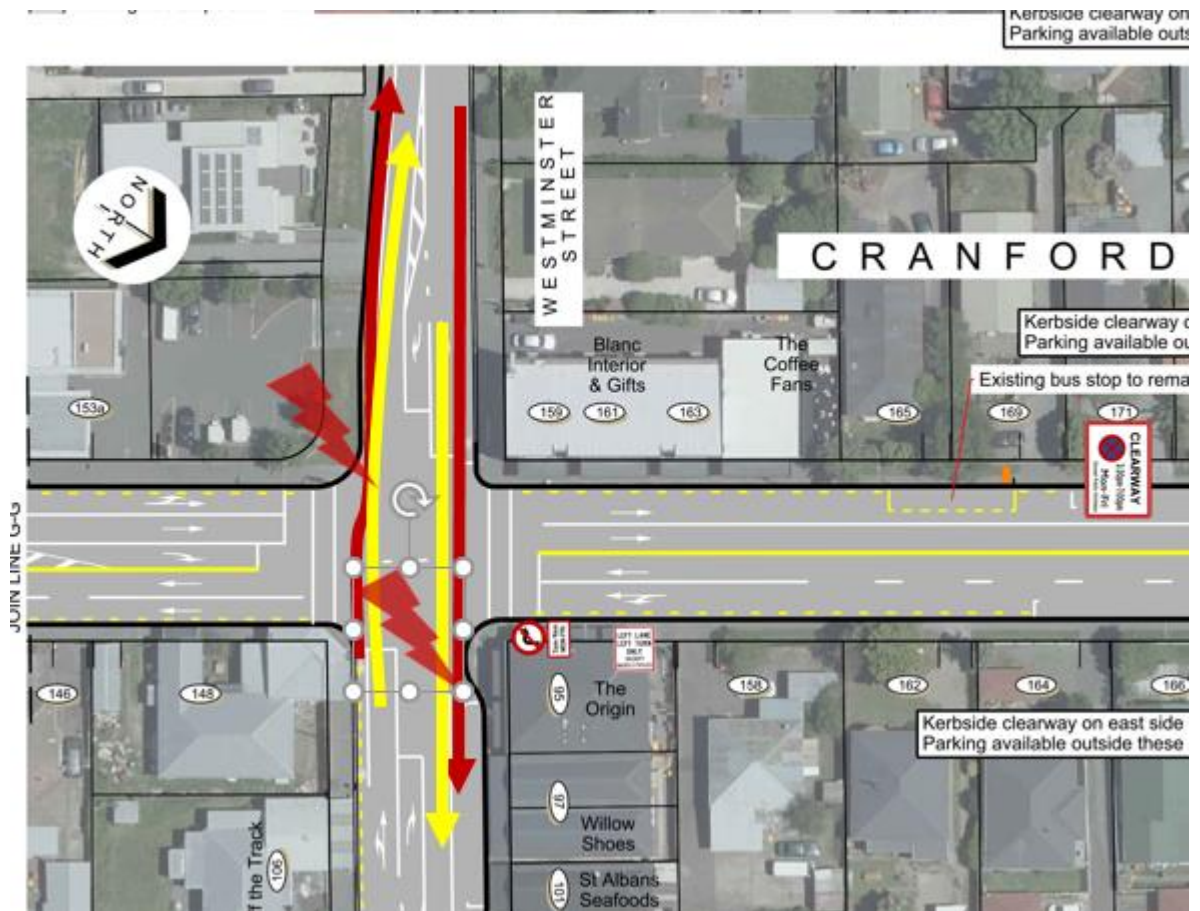 Kerbside clearway on
Parking available outs
NORTH
WESTMINSTER
STREET
CRANFORD
Kerbside clearway o
Parking available ou
Blanc
Interior
& Gifts
The
Coffee
Fans
Existing bus stop to rema
153a
159
161
163
165
169
171
CLEARWAY
Mon-Fri
JOIN LINE G-G
LEFT LANE
LEFT TURN
ONLY
146
148
95
The
Origin
158
162
164
166
Kerbside clearway on east side
Parking available outside these
97
Willow
Shoes
106
f the Track
101
St Albans
Seafoods